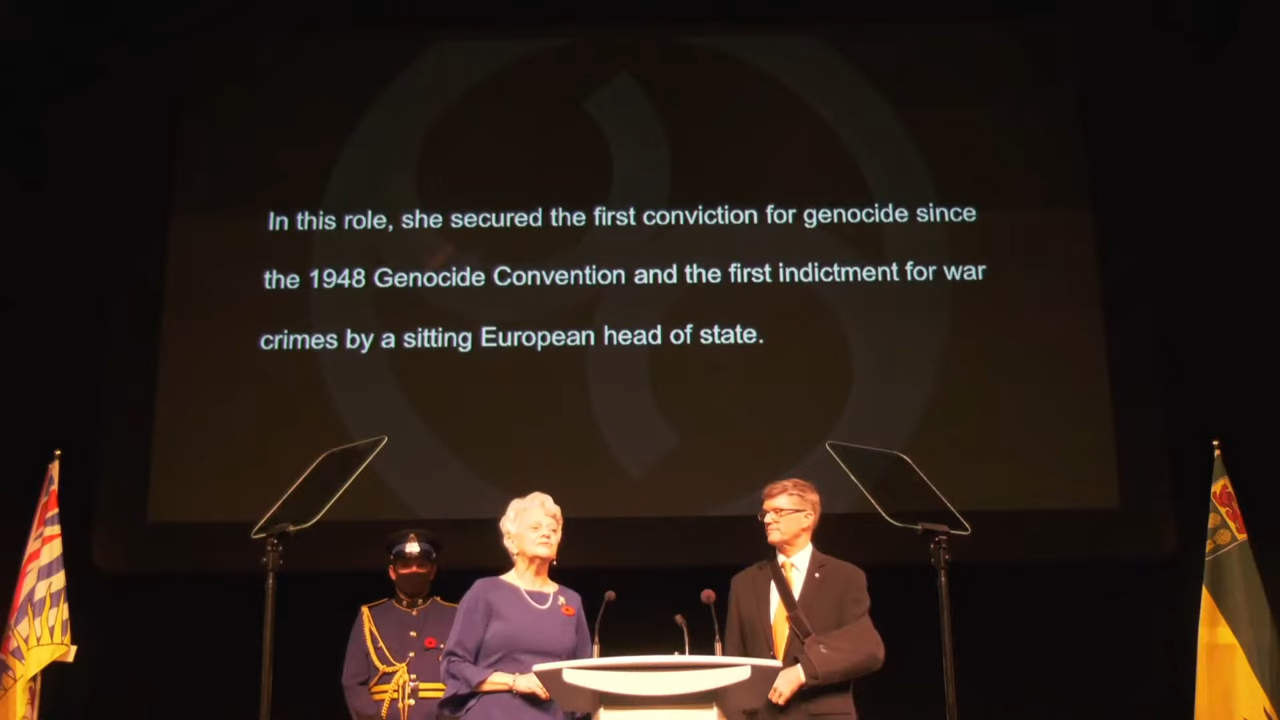 In this role, she secured the first conviction for genocide since
the 1948 Genocide Convention and the first indictment for war
crimes by a sitting European head of state.